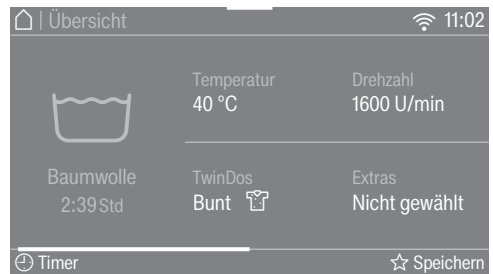 | Übersicht 11:02
Temperatur Drehzahl
40 °C 1600 U/min
Baumwolle
2:39 Std
TwinDos Extras
Bunt Nicht gewählt
Timer Speichern